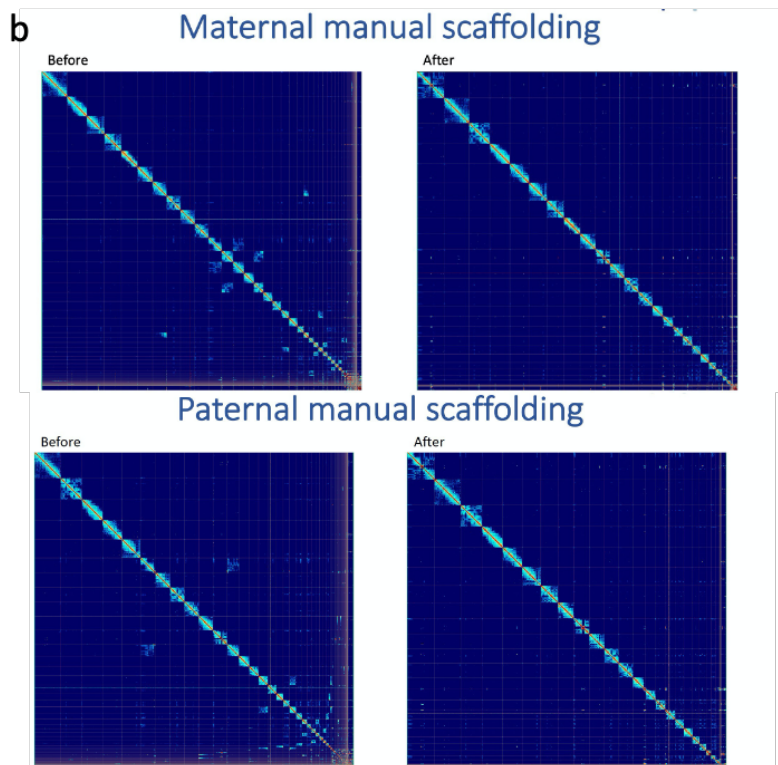 b
Maternal manual scaffolding
Before
After
Paternal manual scaffolding
Before
After